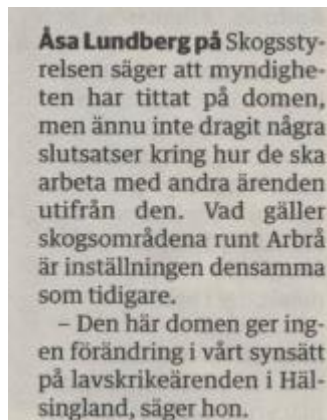 Åsa Lundberg på Skogssty-
relsen säger att myndighe-
ten har tittat på domen,
men ännu inte dragit några
slutsatser kring hur de ska
arbeta med andra ärenden
utifrån den. Vad gäller
skogsområdena runt Arbrå
är inställningen densamma
som tidigare.
– Den här domen ger ing-
en förändring i vårt synsätt
på lavskrikeärenden i Häl-
singland, säger hon.